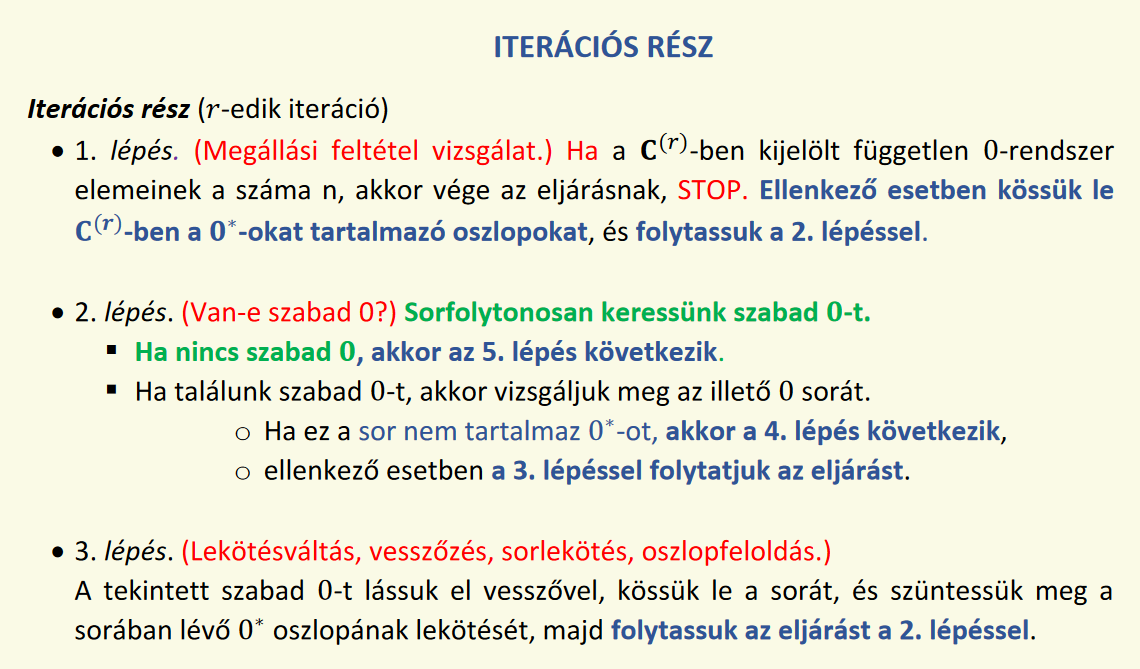 ITERÁCIÓS RÉSZ
Iterációs rész (r-edik iteráció)
• 1. lépés. (Megállási feltétel vizsgálat.) Ha a C⁽ʳ⁾-ben kijelölt független 0-rendszer
elemeinek a száma n, akkor vége az eljárásnak, STOP. Ellenkező esetben kössük le
C⁽ʳ⁾-ben a 0*-okat tartalmazó oszlopokat, és folytassuk a 2. lépéssel.
• 2. lépés. (Van-e szabad 0?) Sorfolytonosan keressünk szabad 0-t.
▪ Ha nincs szabad 0, akkor az 5. lépés következik.
▪ Ha találunk szabad 0-t, akkor vizsgáljuk meg az illető 0 sorát.
o Ha ez a sor nem tartalmaz 0*-ot, akkor a 4. lépés következik,
o ellenkező esetben a 3. lépéssel folytatjuk az eljárást.
• 3. lépés. (Lekötésváltás, vesszőzés, sorlekötés, oszlopfeloldás.)
A tekintett szabad 0-t lássuk el vesszővel, kössük le a sorát, és szüntessük meg a
sorában lévő 0* oszlopának lekötését, majd folytassuk az eljárást a 2. lépéssel.